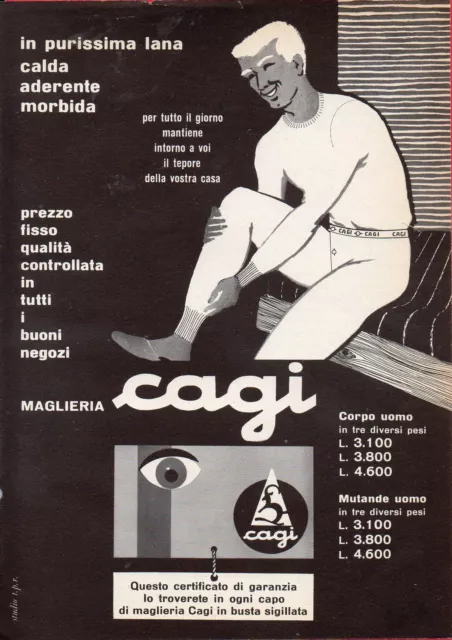 in purissima lana
calda
aderente
morbida
per tutto il giorno
mantiene
intorno a voi
il tepore
della vostra casa
CAGI CAGI CAGI
prezzo
fisso
qualità
controllata
in
tutti
i
buoni
negozi
MAGLIERIA cagi
Corpo uomo
in tre diversi pesi
L. 3.100
L. 3.800
L. 4.600
Mutande uomo
in tre diversi pesi
L. 3.100
L. 3.800
L. 4.600
cagi
Questo certificato di garanzia
lo troverete in ogni capo
di maglieria Cagi in busta sigillata
studio t.p.r.